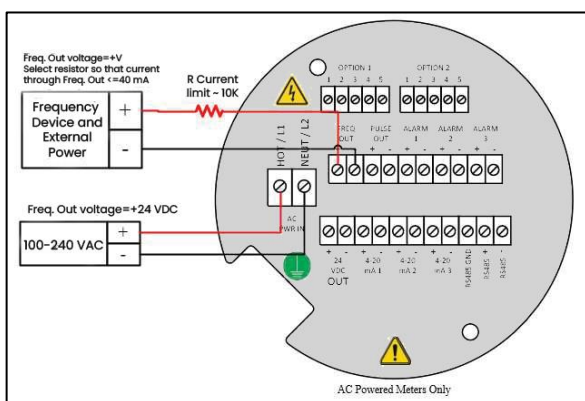 Freq. Out voltage=+V
Select resistor so that current
through Freq. Out <=40 mA
R Current
limit ~ 10K
Frequency
Device and
External
Power
+
-
Freq. Out voltage=+24 VDC
100-240 VAC
+
-
OPTION 1
OPTION 2
1 2 3 4 5
1 2 3 4 5
HOT / L1
NEUT / L2
FREQ
OUT
PULSE
OUT
ALARM
1
ALARM
2
ALARM
3
+ - + - + - + -
AC
PWR IN
+ - + - + - + -
24
VDC
OUT
4-20
mA 1
4-20
mA 2
4-20
mA 3
RS485 GND
RS485 +
RS485 -
AC Powered Meters Only